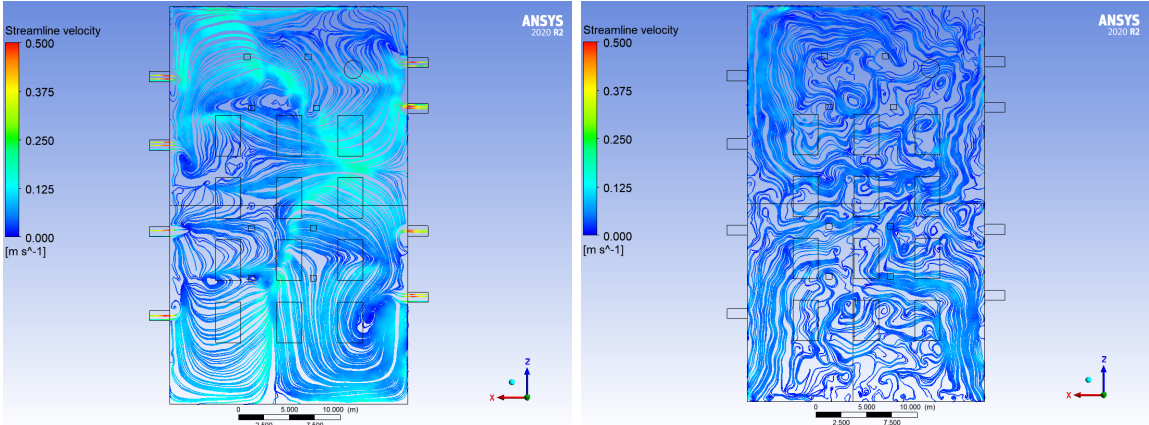 Streamline velocity
0.500
0.375
0.250
0.125
0.000
[m s^-1]
ANSYS
2020 R2
Z
X
0 5.000 10.000 (m)
2.500 7.500
Streamline velocity
0.500
0.375
0.250
0.125
0.000
[m s^-1]
ANSYS
2020 R2
Z
X
0 5.000 10.000 (m)
2.500 7.500